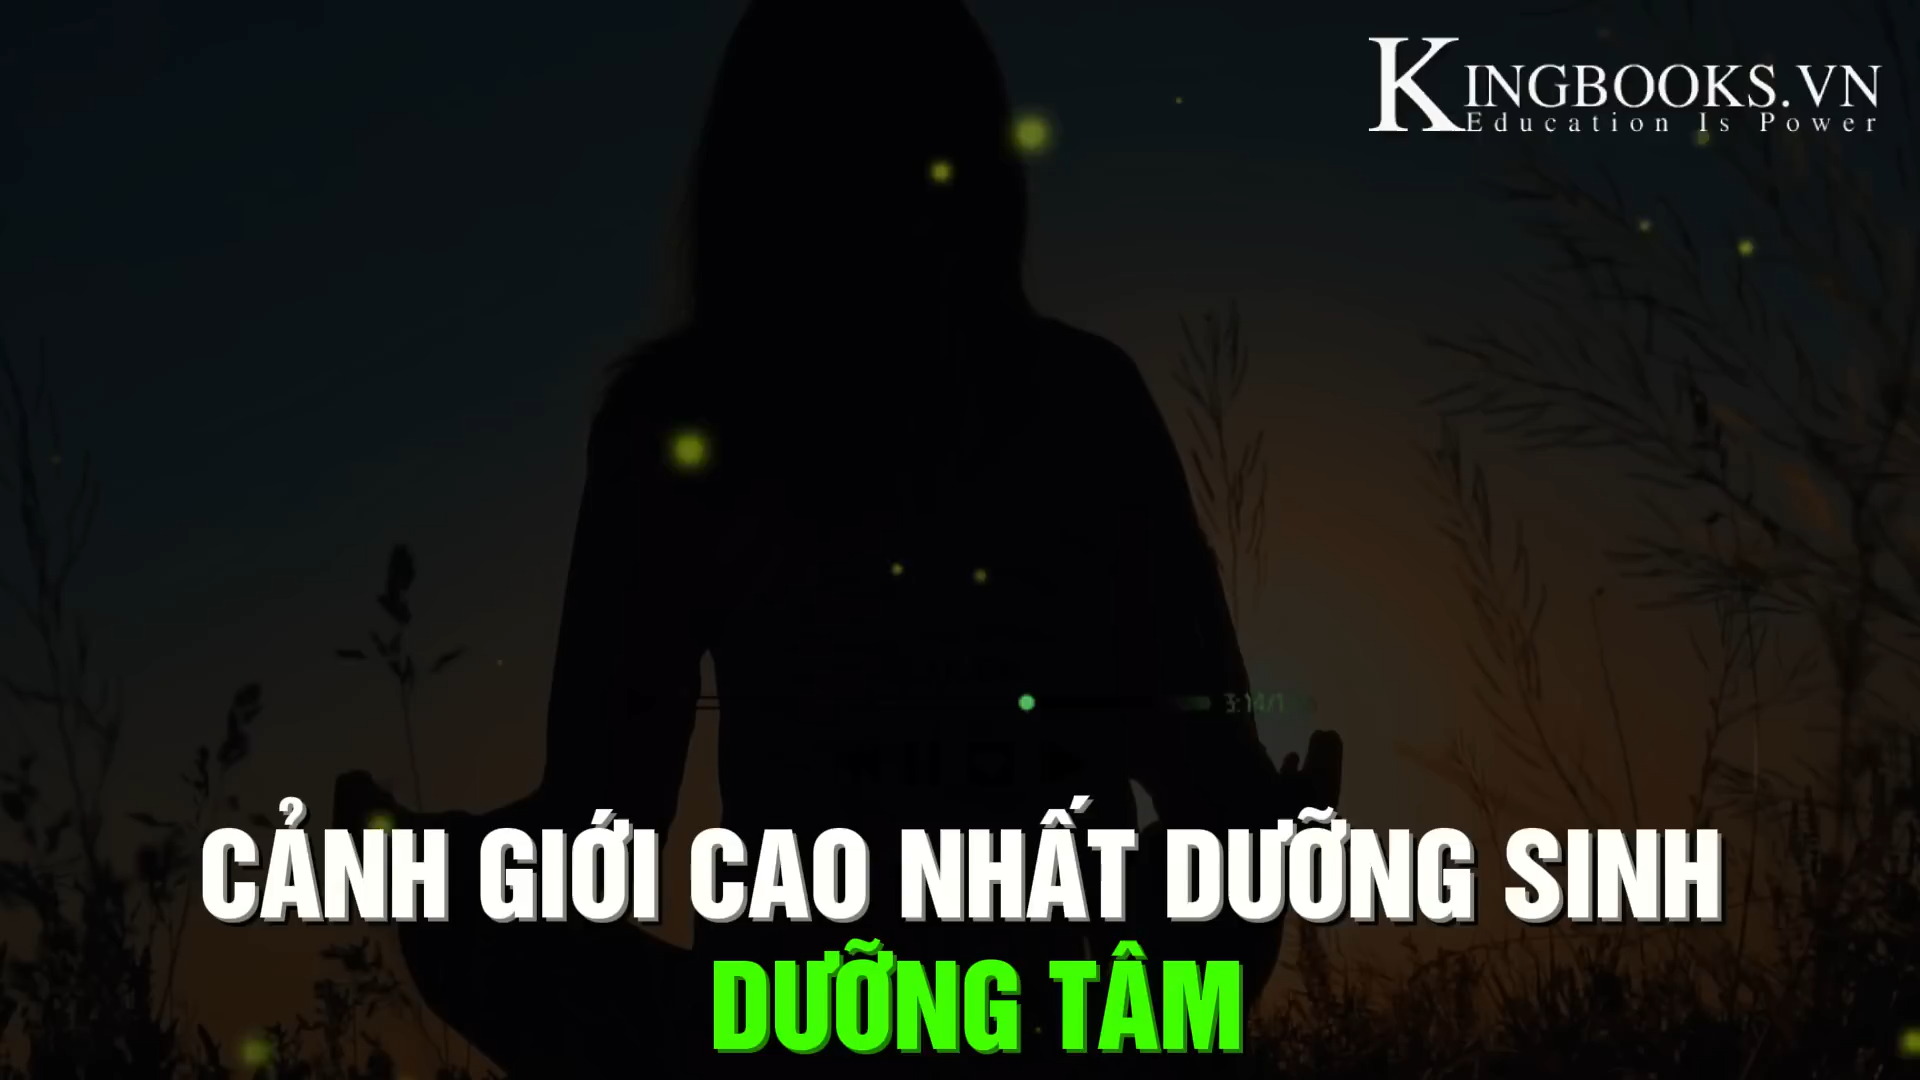 KINGBOOKS.VN
Education Is Power
CẢNH GIỚI CAO NHẤT DƯỠNG SINH
DƯỠNG TÂM